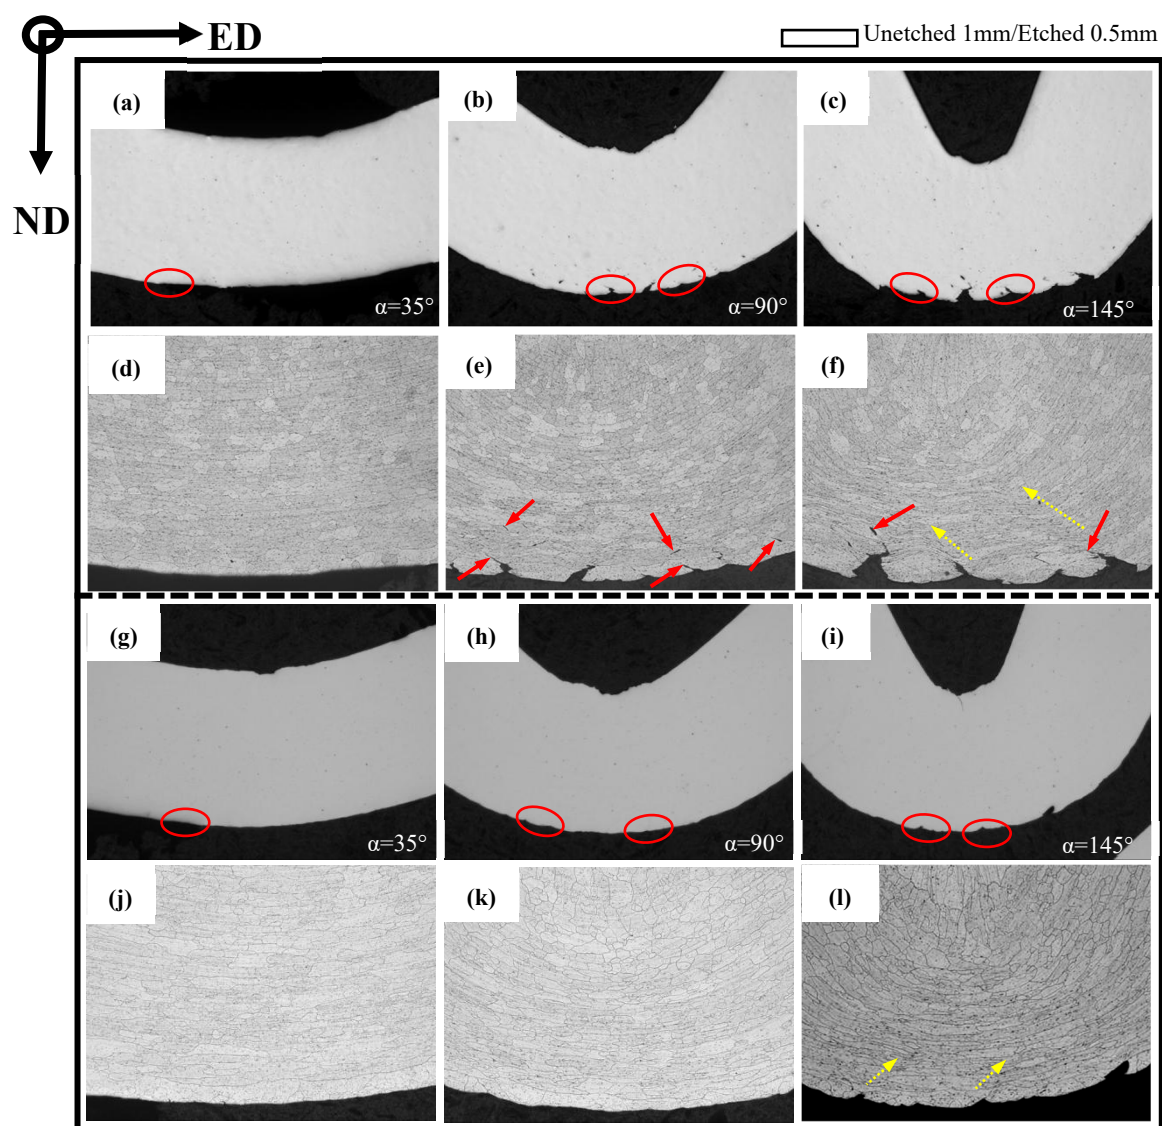 ED
Unetched 1mm/Etched 0.5mm
ND
(a)
(b)
(c)
α=35°
α=90°
α=145°
(d)
(e)
(f)
(g)
(h)
(i)
α=35°
α=90°
α=145°
(j)
(k)
(l)